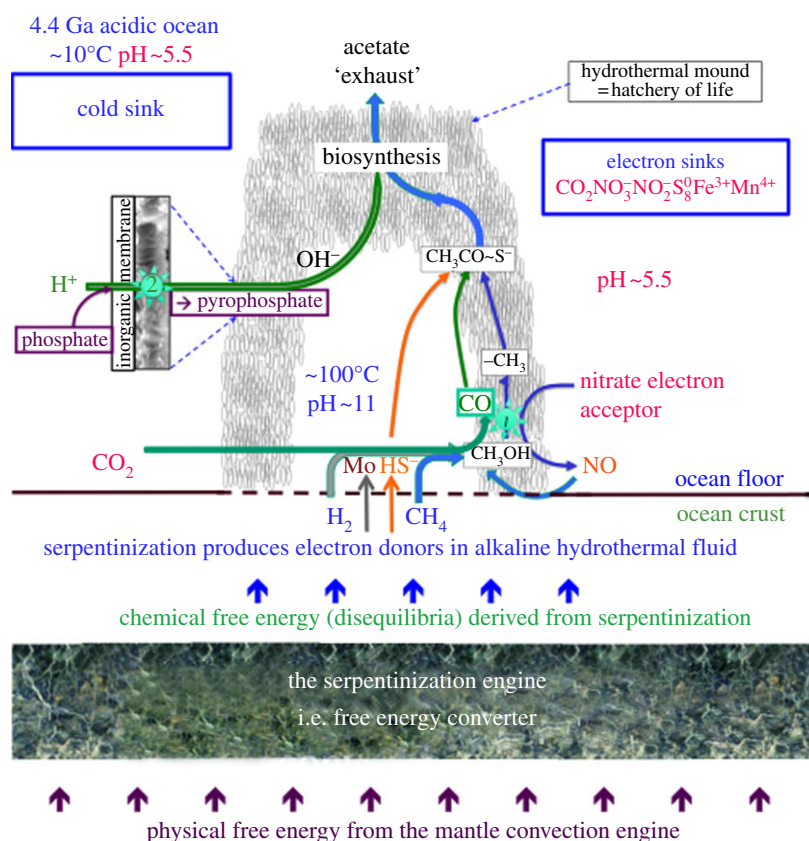 4.4 Ga acidic ocean
~10°C pH~5.5
cold sink
acetate
‘exhaust’
hydrothermal mound
=hatchery of life
biosynthesis
electron sinks
CO₂NO₃⁻NO₂⁻S₈⁰Fe³⁺Mn⁴⁺
inorganic membrane
OH⁻
CH₃CO~S⁻
H⁺
2
→ pyrophosphate
pH~5.5
phosphate
–CH₃
~100°C
pH~11
nitrate electron
acceptor
CO
1
CO₂
Mo HS⁻
CH₃OH
NO
ocean floor
H₂
CH₄
ocean crust
serpentinization produces electron donors in alkaline hydrothermal fluid
chemical free energy (disequilibria) derived from serpentinization
the serpentinization engine
i.e. free energy converter
physical free energy from the mantle convection engine